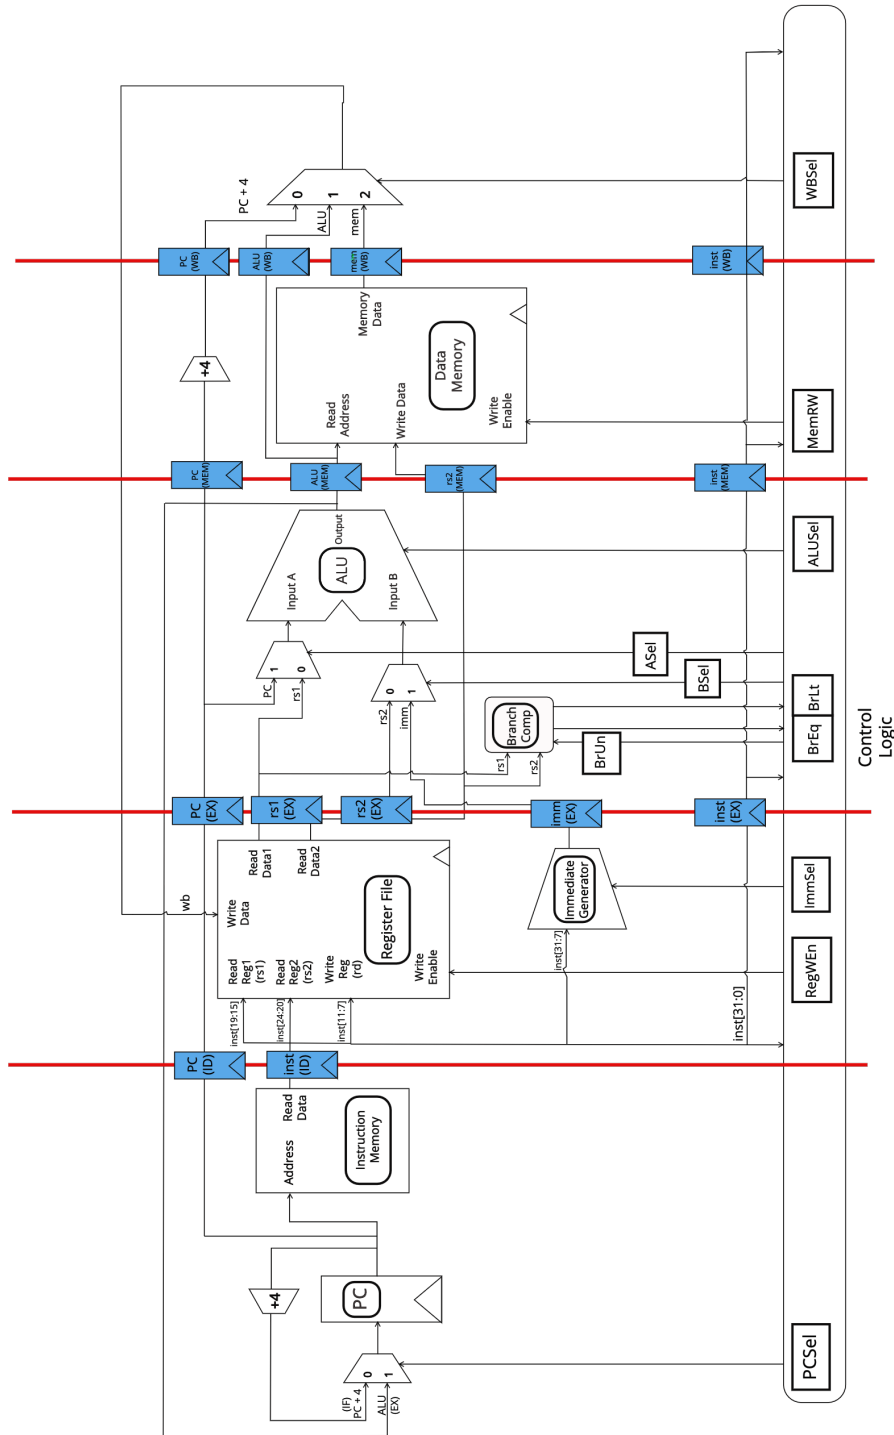 (IF)
PC + 4
ALU
(EX)
0
1
+4
PC
PCSel
Address
Read
Data
Instruction
Memory
PC
(ID)
inst
(ID)
inst[19:15]
inst[24:20]
inst[11:7]
inst[31:7]
inst[31:0]
wb
Read
Reg1
(rs1)
Read
Reg2
(rs2)
Write
Reg
(rd)
Write
Enable
Write
Data
Register File
Read
Data1
Read
Data2
Immediate
Generator
RegWEn
ImmSel
PC
(EX)
rs1
(EX)
rs2
(EX)
imm
(EX)
inst
(EX)
PC
rs1
1
0
rs2
imm
0
1
rs1
rs2
Branch
Comp
BrUn
BrEq
BrLt
BSel
ASel
Input A
Input B
ALU
Output
ALUSel
PC
(MEM)
ALU
(MEM)
rs2
(MEM)
inst
(MEM)
+4
Read
Address
Write Data
Write
Enable
Data
Memory
Memory
Data
MemRW
PC
(WB)
ALU
(WB)
mem
(WB)
inst
(WB)
PC + 4
ALU
mem
0
1
2
WBSel
Control
Logic